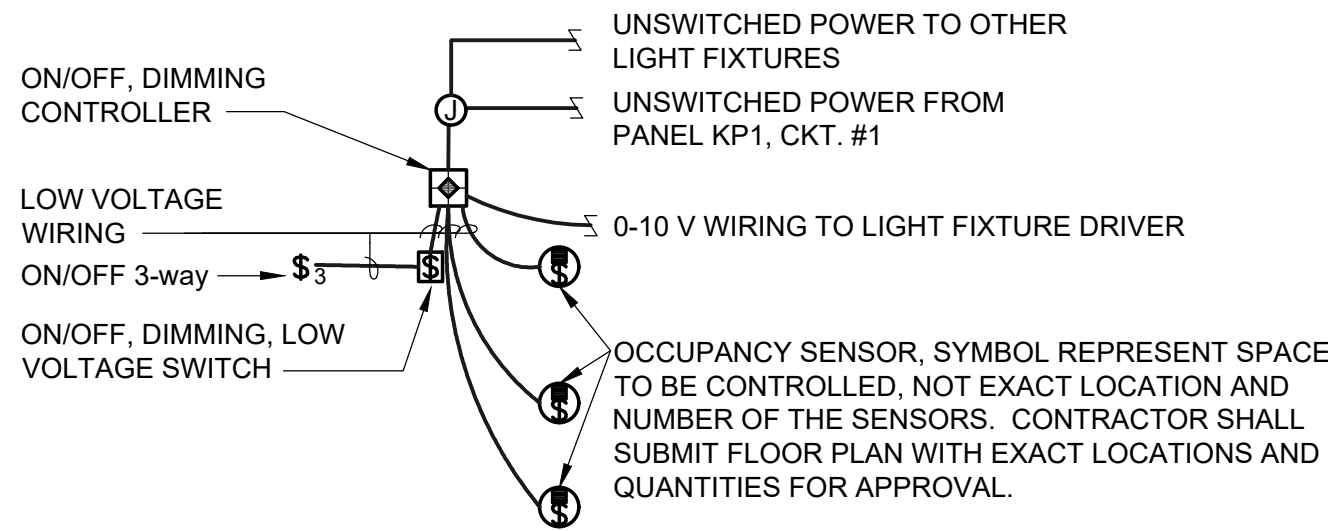 UNSWITCHED POWER TO OTHER
LIGHT FIXTURES
ON/OFF, DIMMING
CONTROLLER
J
UNSWITCHED POWER FROM
PANEL KP1, CKT. #1
LOW VOLTAGE
WIRING
0-10 V WIRING TO LIGHT FIXTURE DRIVER
ON/OFF 3-way
$3
$
$
ON/OFF, DIMMING, LOW
VOLTAGE SWITCH
OCCUPANCY SENSOR, SYMBOL REPRESENT SPACE
TO BE CONTROLLED, NOT EXACT LOCATION AND
NUMBER OF THE SENSORS. CONTRACTOR SHALL
SUBMIT FLOOR PLAN WITH EXACT LOCATIONS AND
QUANTITIES FOR APPROVAL.
$
$